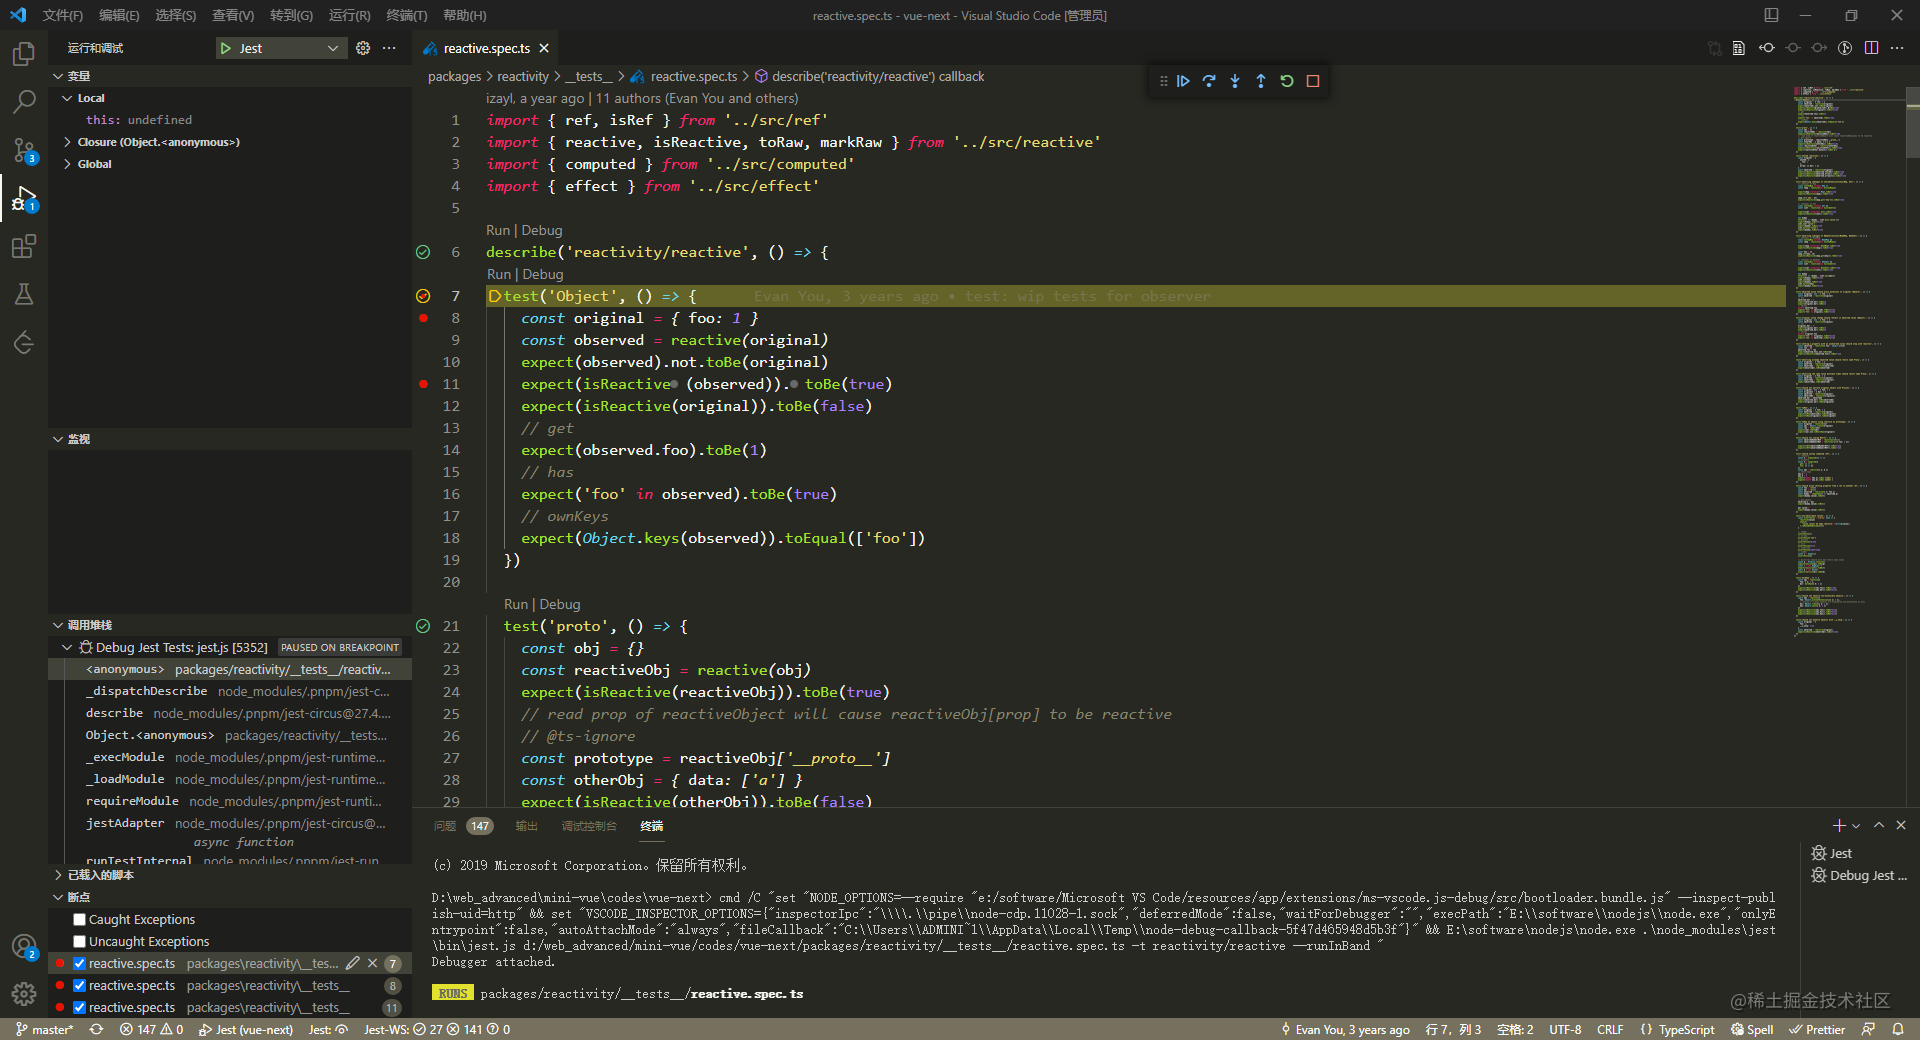 文件(F) 编辑(E) 选择(S) 查看(V) 转到(G) 运行(R) 终端(T) 帮助(H)
reactive.spec.ts - vue-next - Visual Studio Code [管理员]
运行和调试
Jest
reactive.spec.ts
变量
Local
this: undefined
Closure (Object.<anonymous>)
Global
监视
调用堆栈
Debug Jest Tests: jest.js [5352] PAUSED ON BREAKPOINT
<anonymous> packages/reactivity/__tests__/reactiv...
_dispatchDescribe node_modules/.pnpm/jest-c...
describe node_modules/.pnpm/jest-circus@27.4....
Object.<anonymous> packages/reactivity/__tests...
_execModule node_modules/.pnpm/jest-runtime...
_loadModule node_modules/.pnpm/jest-runtime...
requireModule node_modules/.pnpm/jest-runti...
jestAdapter node_modules/.pnpm/jest-circus@...
async function
runTestInternal node_modules/.pnpm/jest-run...
已载入的脚本
断点
Caught Exceptions
Uncaught Exceptions
reactive.spec.ts packages\reactivity\__tes... 7
reactive.spec.ts packages\reactivity\__tests__ 8
reactive.spec.ts packages\reactivity\__tests__ 11
3
1
2
packages > reactivity > __tests__ > reactive.spec.ts > describe('reactivity/reactive') callback
izayl, a year ago | 11 authors (Evan You and others)
1 import { ref, isRef } from '../src/ref'
2 import { reactive, isReactive, toRaw, markRaw } from '../src/reactive'
3 import { computed } from '../src/computed'
4 import { effect } from '../src/effect'
5
Run | Debug
6 describe('reactivity/reactive', () => {
Run | Debug
7 test('Object', () => { Evan You, 3 years ago • test: wip tests for observer
8 const original = { foo: 1 }
9 const observed = reactive(original)
10 expect(observed).not.toBe(original)
11 expect(isReactive (observed)). toBe(true)
12 expect(isReactive(original)).toBe(false)
13 // get
14 expect(observed.foo).toBe(1)
15 // has
16 expect('foo' in observed).toBe(true)
17 // ownKeys
18 expect(Object.keys(observed)).toEqual(['foo'])
19 })
20
Run | Debug
21 test('proto', () => {
22 const obj = {}
23 const reactiveObj = reactive(obj)
24 expect(isReactive(reactiveObj)).toBe(true)
25 // read prop of reactiveObject will cause reactiveObj[prop] to be reactive
26 // @ts-ignore
27 const prototype = reactiveObj['__proto__']
28 const otherObj = { data: ['a'] }
29 expect(isReactive(otherObj)).toBe(false)
问题 147 输出 调试控制台 终端
(c) 2019 Microsoft Corporation。保留所有权利。
D:\web_advanced\mini-vue\codes\vue-next> cmd /C "set "NODE_OPTIONS=--require "e:/software/Microsoft VS Code/resources/app/extensions/ms-vscode.js-debug/src/bootloader.bundle.js" --inspect-publ
ish-uid=http" && set "VSCODE_INSPECTOR_OPTIONS={"inspectorIpc":"\\\\.\\pipe\\node-cdp.11028-1.sock","deferredMode":false,"waitForDebugger":"","execPath":"E:\\software\\nodejs\\node.exe","onlyE
ntrypoint":false,"autoAttachMode":"always","fileCallback":"C:\\Users\\ADMINI~1\\AppData\\Local\\Temp\\node-debug-callback-5f47d465948d5b3f"}" && E:\software\nodejs\node.exe .\node_modules\jest
\bin\jest.js d:/web_advanced/mini-vue/codes/vue-next/packages/reactivity/__tests__/reactive.spec.ts -t reactivity/reactive --runInBand "
Debugger attached.
RUNS packages/reactivity/__tests__/reactive.spec.ts
Jest
Debug Jest ...
@稀土掘金技术社区
master* 147 0 Jest (vue-next) Jest: Jest-WS: 27 141 0 Evan You, 3 years ago 行 7, 列 3 空格: 2 UTF-8 CRLF {} TypeScript Spell Prettier